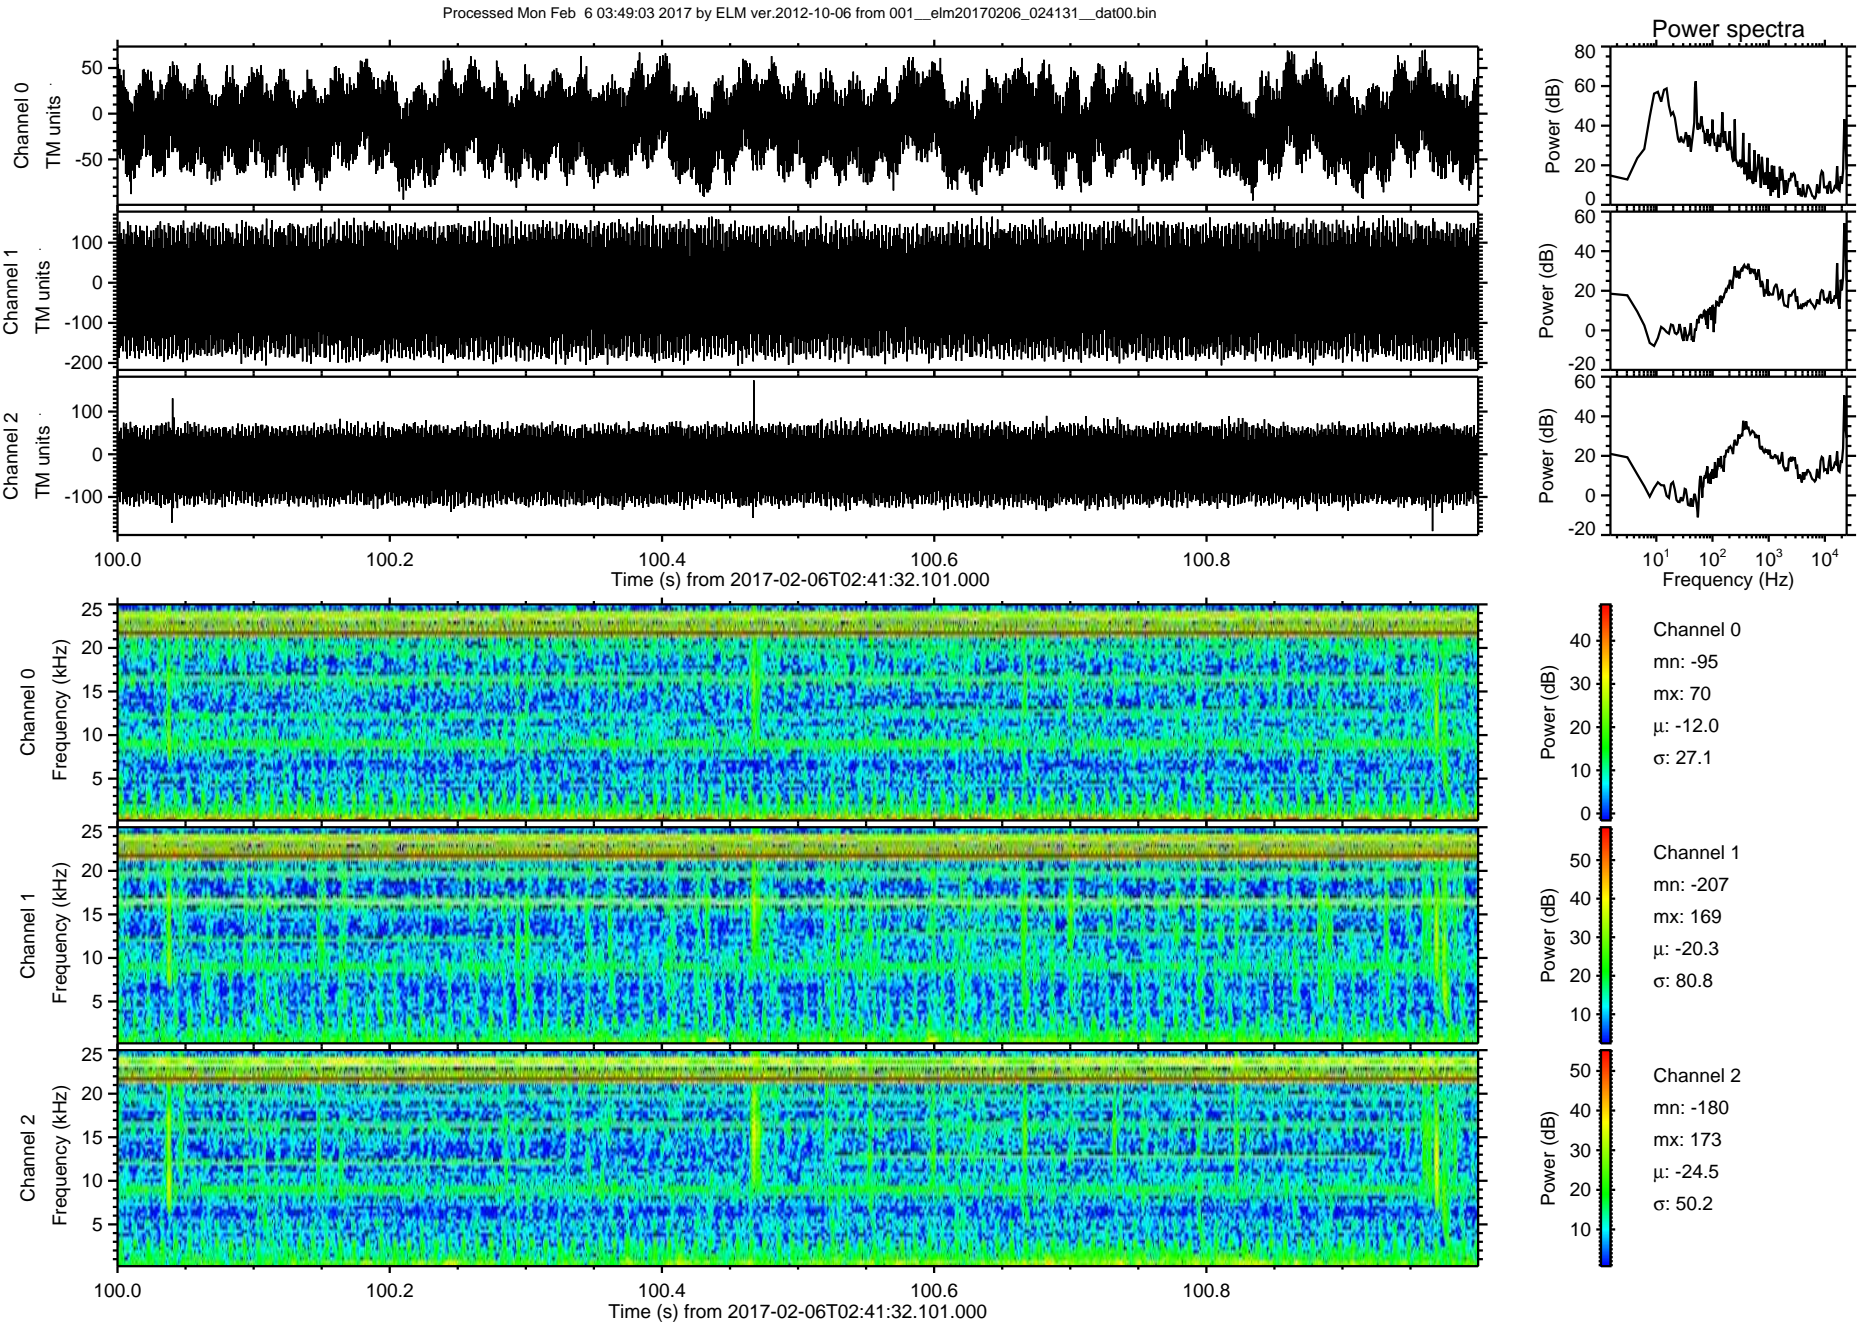 Processed Mon Feb  6 03:49:03 2017 by ELM ver.2012-10-06 from 001__elm20170206_024131__dat00.bin
Power spectra
Channel 0
TM units
50
0
-50
Power (dB)
80
60
40
20
0
Channel 1
TM units
100
0
-100
-200
Power (dB)
60
40
20
0
-20
Channel 2
TM units
100
0
-100
Power (dB)
60
40
20
0
-20
100.0 100.2 100.4 100.6 100.8
Time (s) from 2017-02-06T02:41:32.101.000
10^1 10^2 10^3 10^4
Frequency (Hz)
Channel 0
Frequency (kHz)
25
20
15
10
5
Power (dB)
40
30
20
10
0
Channel 0
mn: -95
mx: 70
μ: -12.0
σ: 27.1
Channel 1
Frequency (kHz)
25
20
15
10
5
Power (dB)
50
40
30
20
10
Channel 1
mn: -207
mx: 169
μ: -20.3
σ: 80.8
Channel 2
Frequency (kHz)
25
20
15
10
5
Power (dB)
50
40
30
20
10
Channel 2
mn: -180
mx: 173
μ: -24.5
σ: 50.2
100.0 100.2 100.4 100.6 100.8
Time (s) from 2017-02-06T02:41:32.101.000